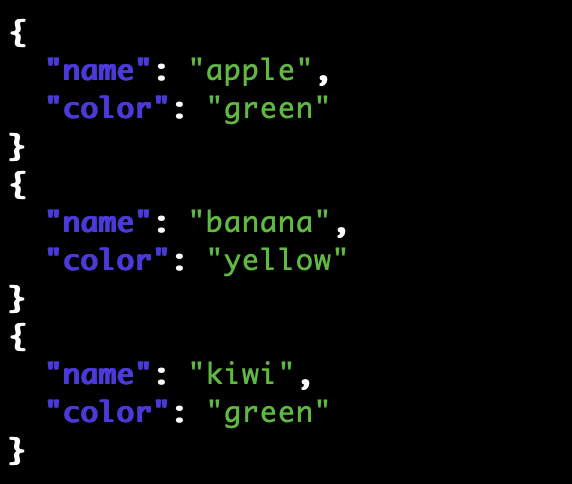 {
  "name": "apple",
  "color": "green"
}
{
  "name": "banana",
  "color": "yellow"
}
{
  "name": "kiwi",
  "color": "green"
}